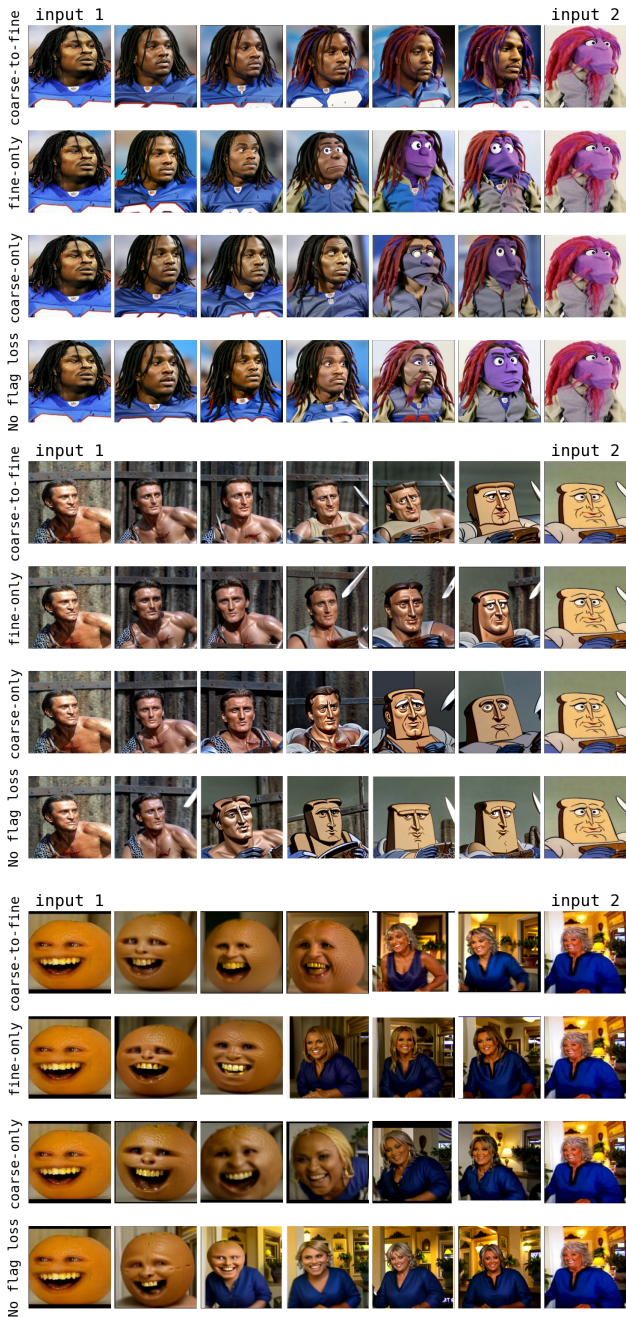 input 1 input 2
coarse-to-fine
fine-only
coarse-only
No flag loss
input 1 input 2
coarse-to-fine
fine-only
coarse-only
No flag loss
input 1 input 2
coarse-to-fine
fine-only
coarse-only
No flag loss